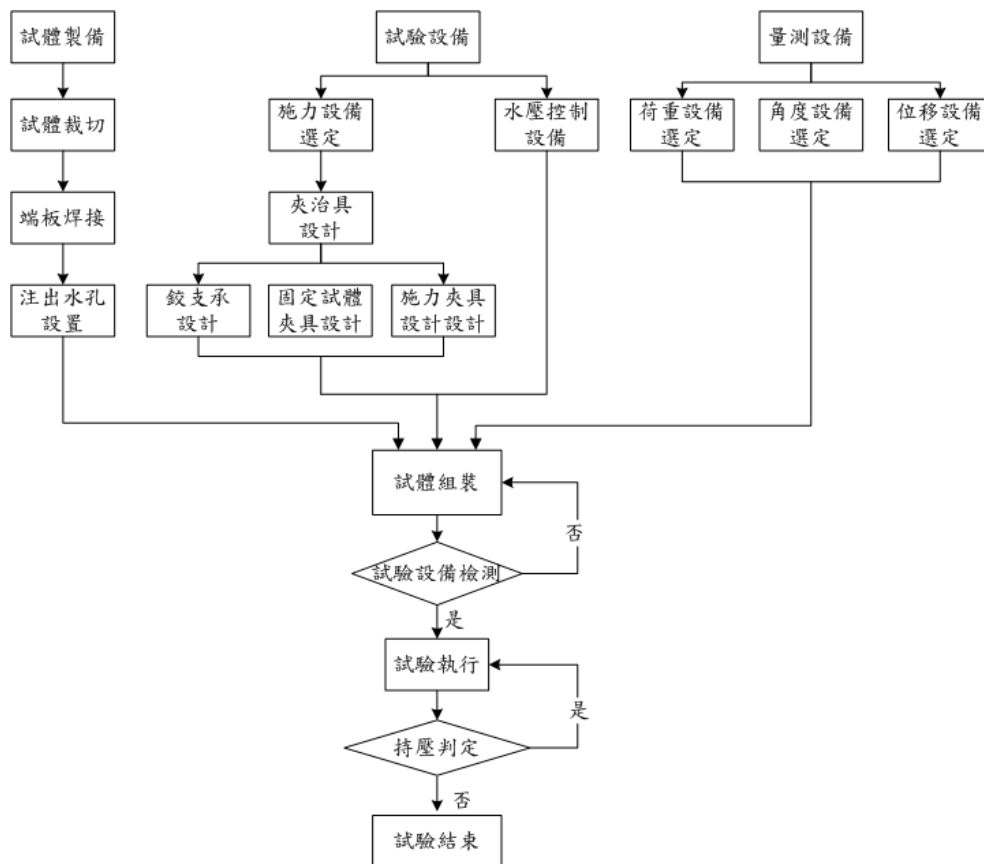 試體製備
試驗設備
量測設備
試體裁切
施力設備
選定
水壓控制
設備
荷重設備
選定
角度設備
選定
位移設備
選定
端板焊接
夾治具
設計
注出水孔
設置
鉸支承
設計
固定試體
夾具設計
施力夾具
設計設計
試體組裝
否
試驗設備檢測
是
試驗執行
是
持壓判定
否
試驗結束